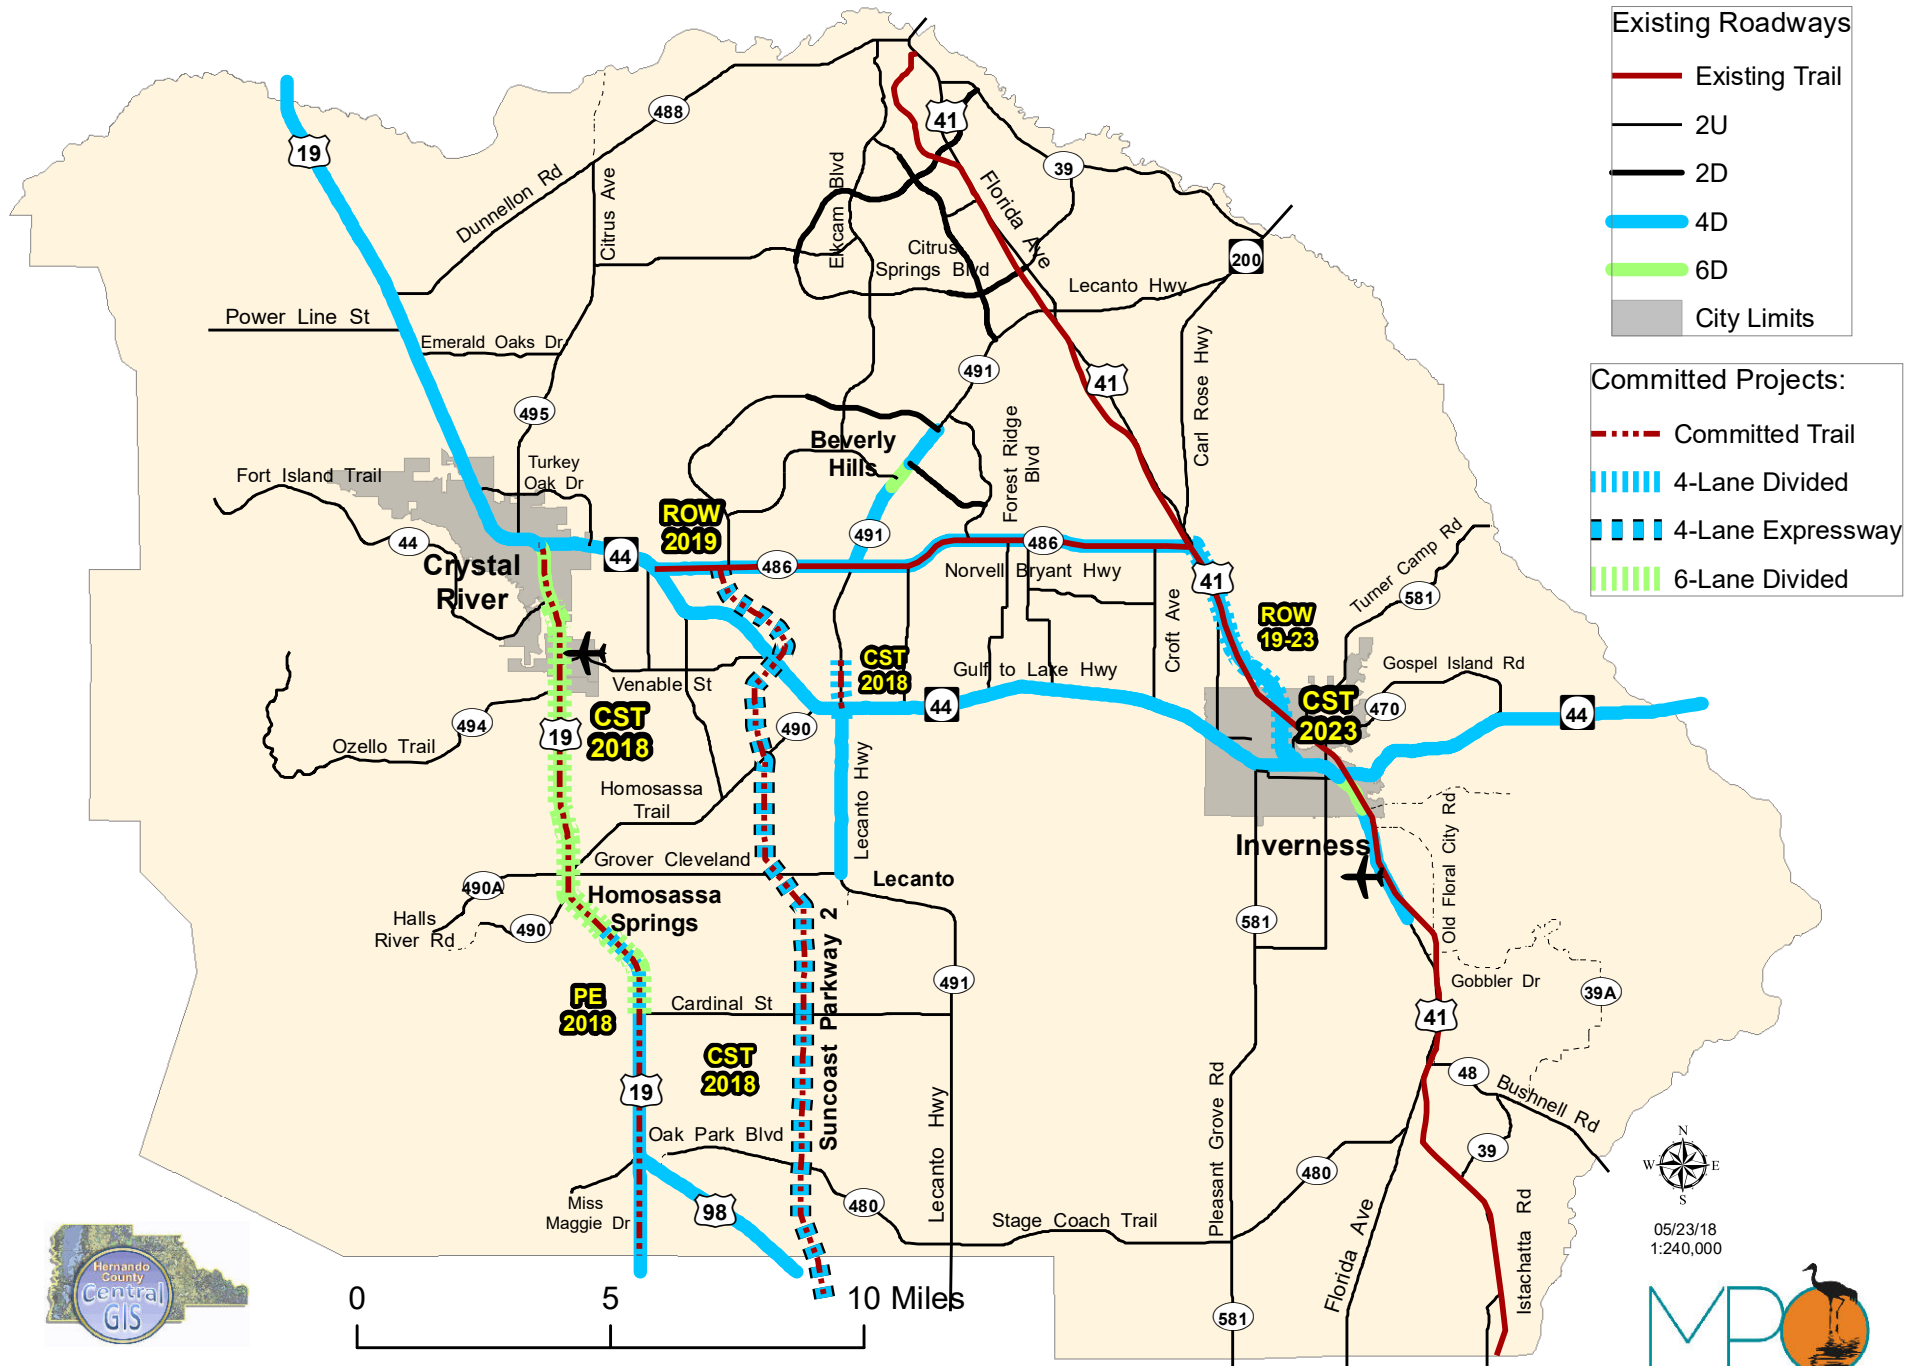 Existing Roadways
Existing Trail
2U
2D
4D
6D
City Limits
Committed Projects:
Committed Trail
4-Lane Divided
4-Lane Expressway
6-Lane Divided
19
488
41
39
Dunnellon Rd
Citrus Ave
Elkcam Blvd
Florida Ave
Citrus
Springs Blvd
200
Lecanto Hwy
Power Line St
Emerald Oaks Dr
491
41
Carl Rose Hwy
495
Beverly
Hills
Forest Ridge
Blvd
Fort Island Trail
Turkey
Oak Dr
ROW
2019
44
44
491
486
486
Norvell Bryant Hwy
Crystal
River
41
Turner Camp Rd
581
ROW
19-23
Croft Ave
CST
2018
Gulf to Lake Hwy
Gospel Island Rd
Venable St
494
Ozello Trail
19
CST
2018
490
44
CST
2023
470
44
Homosassa
Trail
Lecanto Hwy
Old Floral City Rd
Inverness
Grover Cleveland
490A
Lecanto
Homosassa
Springs
Halls
River Rd
490
581
491
Gobbler Dr
39A
PE
2018
Cardinal St
41
CST
2018
Suncoast Parkway 2
48
Bushnell Rd
19
Lecanto Hwy
Pleasant Grove Rd
Oak Park Blvd
39
480
Miss
Maggie Dr
98
480
Stage Coach Trail
Florida Ave
Istachatta Rd
581
N
W
E
S
05/23/18
1:240,000
Hernando
County
Central
GIS
0
5
10 Miles
MPO